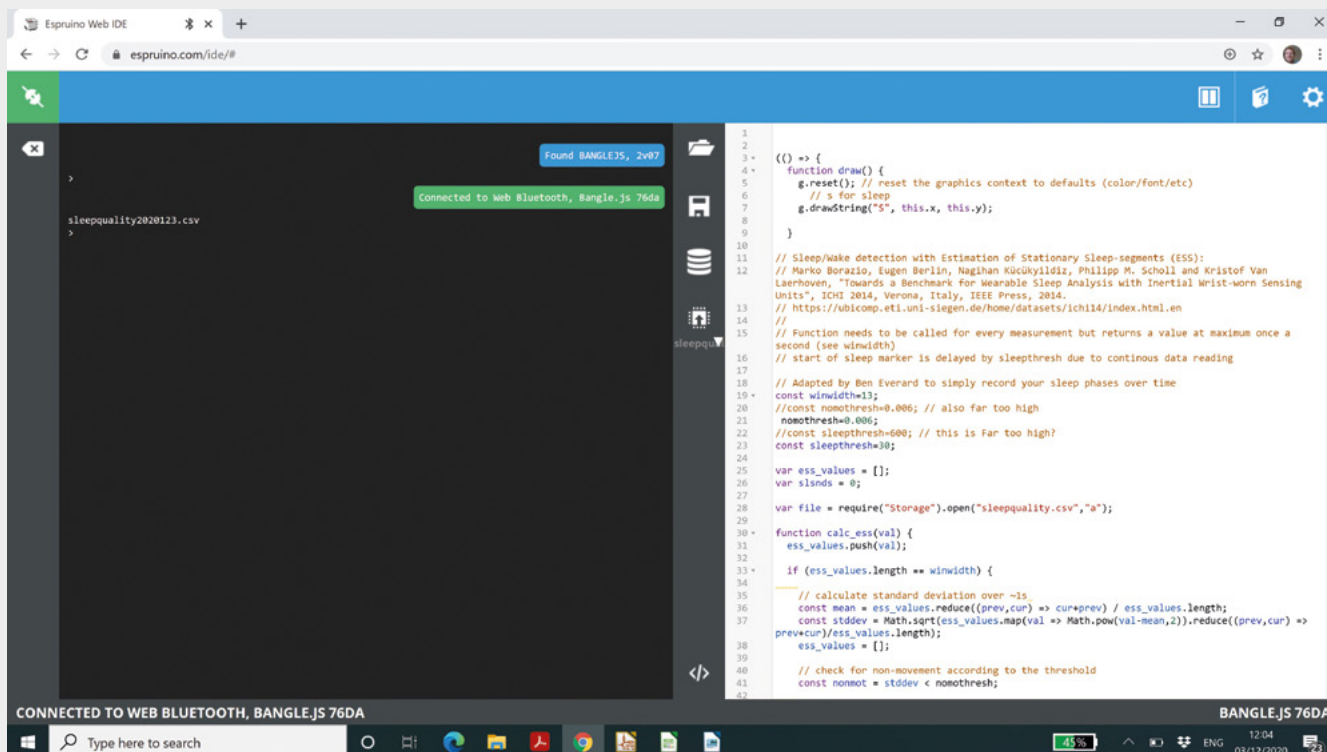 Espruino Web IDE
espruino.com/ide/#
Found BANGLEJS, 2v07
>
Connected to Web Bluetooth, Bangle.js 76da
sleepquality2020123.csv
>
sleepqua
1
2
3 (() => {
4 function draw() {
5 g.reset(); // reset the graphics context to defaults (color/font/etc)
6 // s for sleep
7 g.drawString("S", this.x, this.y);
8
9 }
10
11 // Sleep/Wake detection with Estimation of Stationary Sleep-segments (ESS):
12 // Marko Borazio, Eugen Berlin, Nagihan Kücükyildiz, Philipp M. Scholl and Kristof Van
Laerhoven, "Towards a Benchmark for Wearable Sleep Analysis with Inertial Wrist-worn Sensing
Units", ICHI 2014, Verona, Italy, IEEE Press, 2014.
13 // https://ubicomp.eti.uni-siegen.de/home/datasets/ichi14/index.html.en
14 //
15 // Function needs to be called for every measurement but returns a value at maximum once a
second (see winwidth)
16 // start of sleep marker is delayed by sleepthresh due to continous data reading
17
18 // Adapted by Ben Everard to simply record your sleep phases over time
19 const winwidth=13;
20 //const nomothresh=0.006; // also far too high
21 nomothresh=0.006;
22 //const sleepthresh=600; // this is Far too high?
23 const sleepthresh=30;
24
25 var ess_values = [];
26 var slsnds = 0;
27
28 var file = require("Storage").open("sleepquality.csv","a");
29
30 function calc_ess(val) {
31 ess_values.push(val);
32
33 if (ess_values.length == winwidth) {
34
35 // calculate standard deviation over ~1s
36 const mean = ess_values.reduce((prev,cur) => cur+prev) / ess_values.length;
37 const stddev = Math.sqrt(ess_values.map(val => Math.pow(val-mean,2)).reduce((prev,cur) =>
prev+cur)/ess_values.length);
38 ess_values = [];
39
40 // check for non-movement according to the threshold
41 const nonmot = stddev < nomothresh;
42
CONNECTED TO WEB BLUETOOTH, BANGLE.JS 76DA
BANGLE.JS 76DA
Type here to search
45%
ENG
12:04
03/12/2020
23